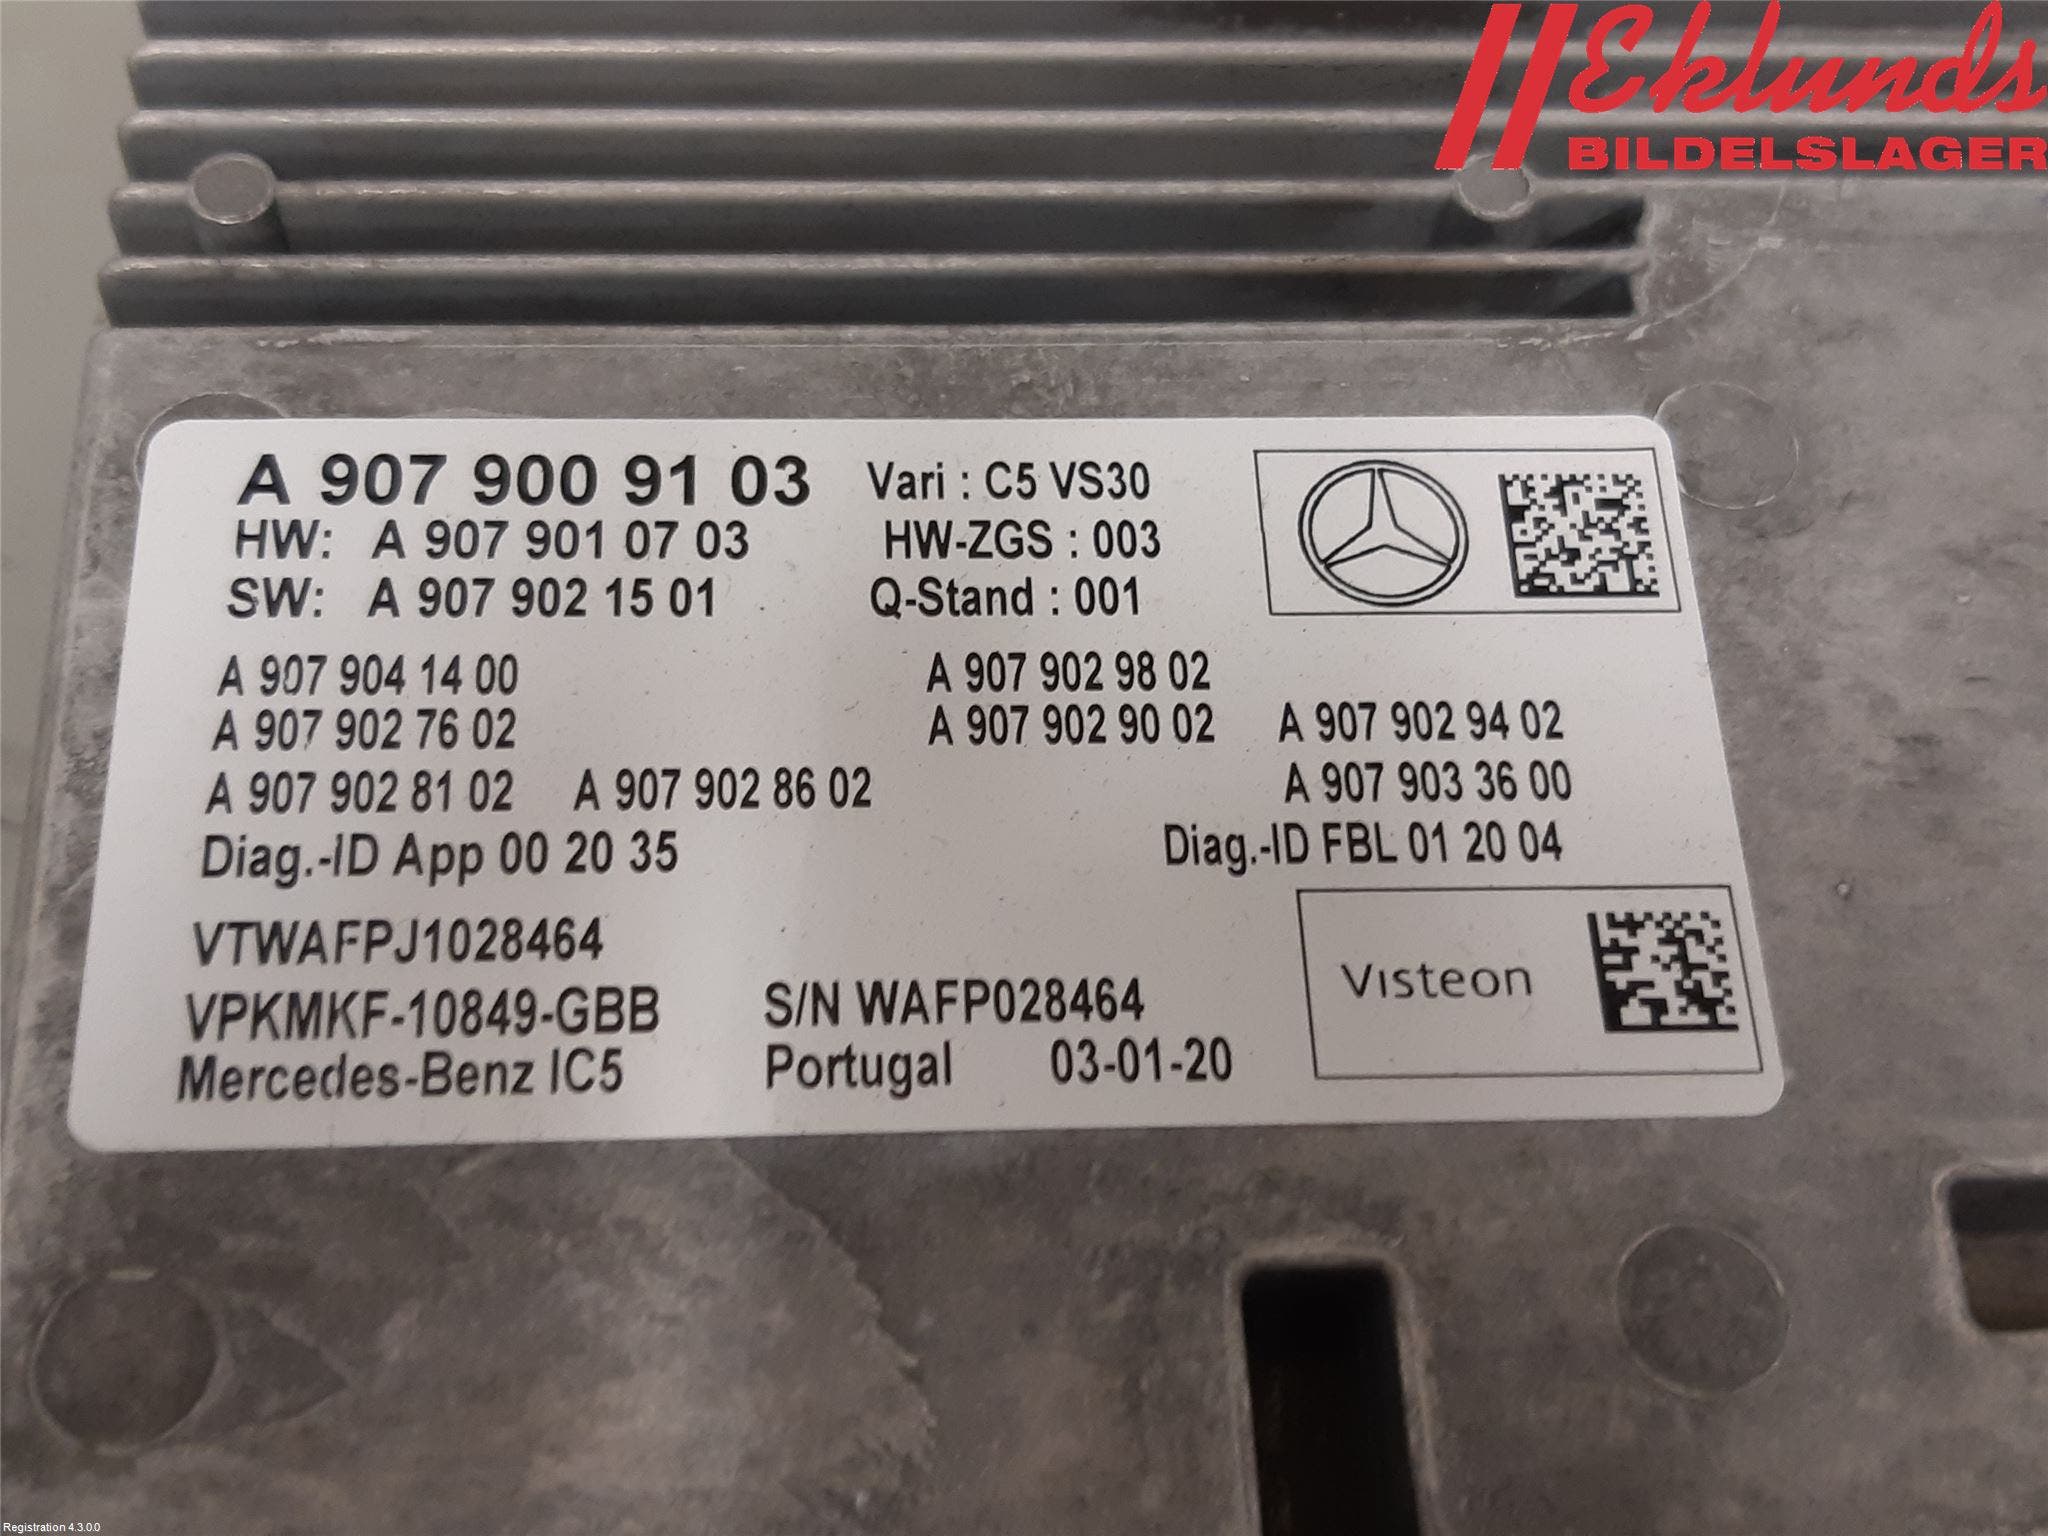 Eklunds
BILDELSLAGER
A 907 900 91 03 Vari : C5 VS30
HW: A 907 901 07 03 HW-ZGS : 003
SW: A 907 902 15 01 Q-Stand : 001
A 907 904 14 00 A 907 902 98 02
A 907 902 76 02 A 907 902 90 02 A 907 902 94 02
A 907 902 81 02 A 907 902 86 02 A 907 903 36 00
Diag.-ID App 00 20 35 Diag.-ID FBL 01 20 04
VTWAFPJ1028464
Visteon
VPKMKF-10849-GBB S/N WAFP028464
Mercedes-Benz IC5 Portugal 03-01-20
Registration 4.3.0.0